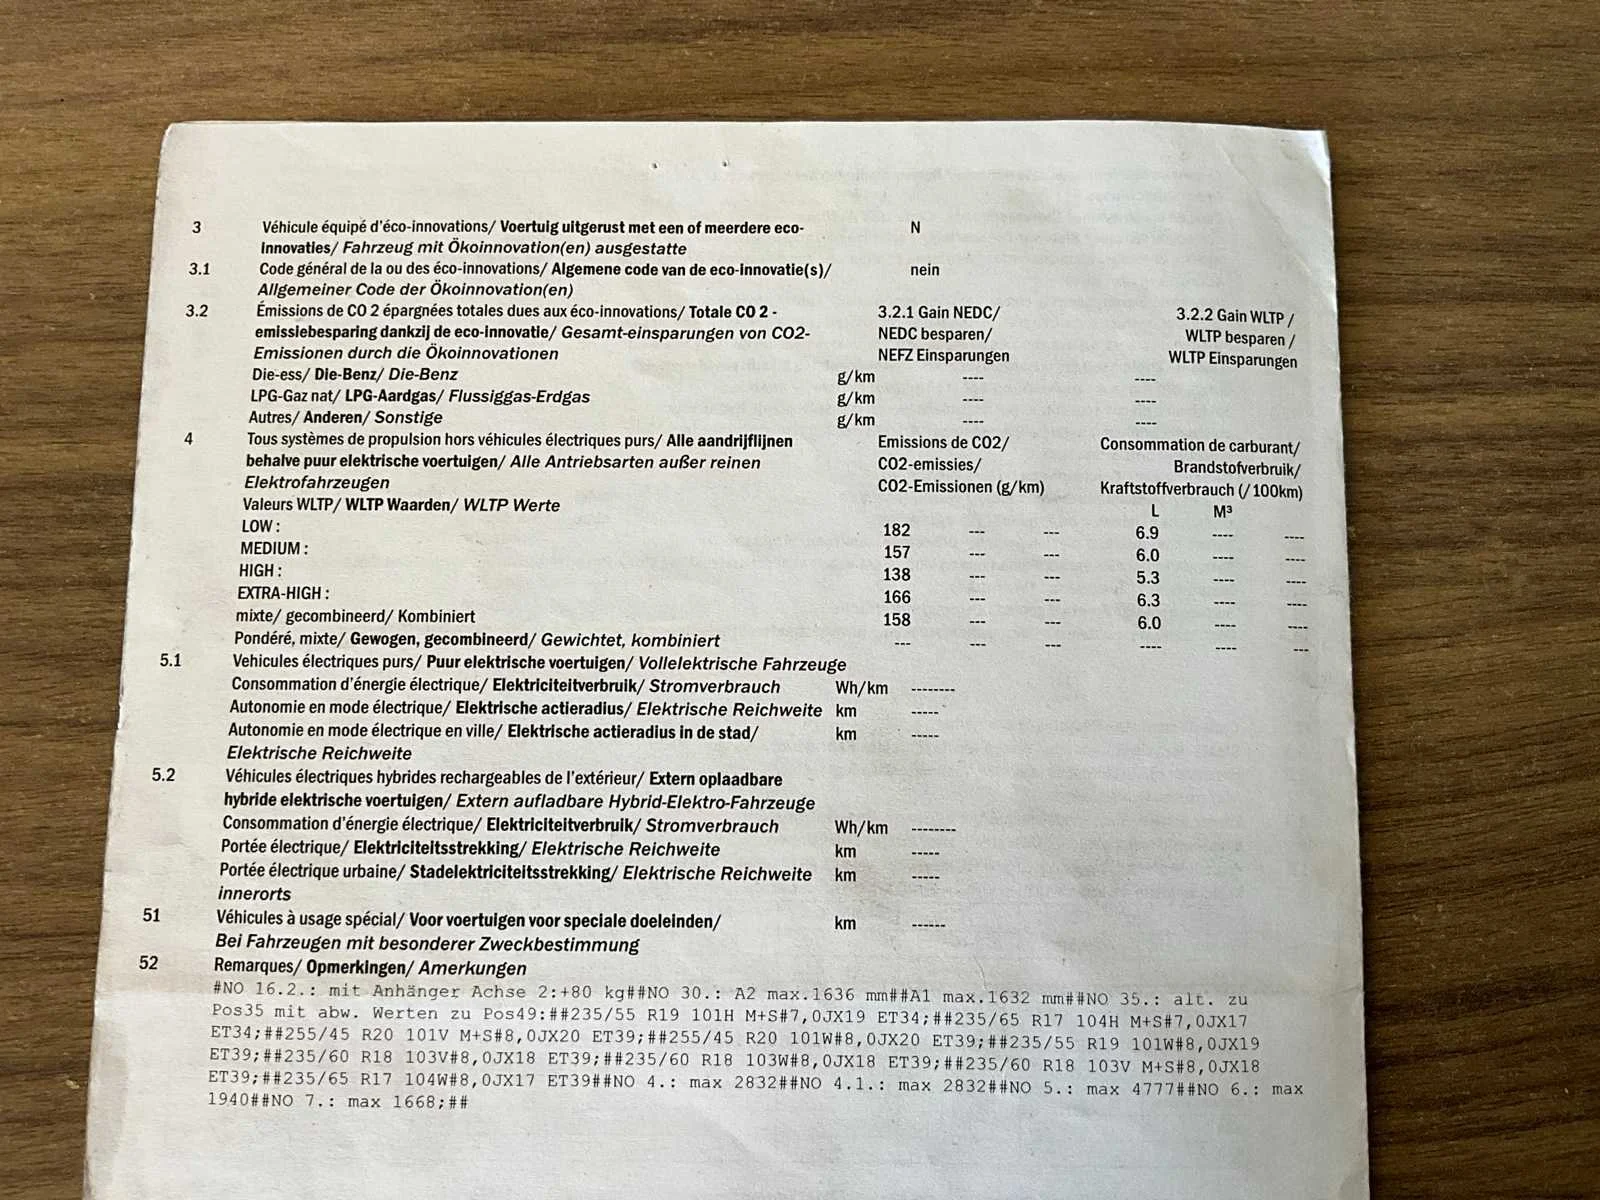 3 Véhicule équipé d'éco-innovations/ Voertuig uitgerust met een of meerdere eco- N
innovaties/ Fahrzeug mit Ökoinnovation(en) ausgestatte
3.1 Code général de la ou des éco-innovations/ Algemene code van de eco-innovatie(s)/ nein
Allgemeiner Code der Ökoinnovation(en)
3.2 Émissions de CO 2 épargnées totales dues aux éco-innovations/ Totale CO 2 - 3.2.1 Gain NEDC/ 3.2.2 Gain WLTP /
emissiebesparing dankzij de eco-innovatie/ Gesamt-einsparungen von CO2- NEDC besparen/ WLTP besparen /
Emissionen durch die Ökoinnovationen NEFZ Einsparungen WLTP Einsparungen
Die-ess/ Die-Benz/ Die-Benz g/km ---- ----
LPG-Gaz nat/ LPG-Aardgas/ Flussiggas-Erdgas g/km ---- ----
Autres/ Anderen/ Sonstige g/km ---- ----
4 Tous systèmes de propulsion hors véhicules électriques purs/ Alle aandrijflijnen Emissions de CO2/ Consommation de carburant/
behalve puur elektrische voertuigen/ Alle Antriebsarten außer reinen CO2-emissies/ Brandstofverbruik/
Elektrofahrzeugen CO2-Emissionen (g/km) Kraftstoffverbrauch (/100km)
Valeurs WLTP/ WLTP Waarden/ WLTP Werte L M³
LOW : 182 --- --- 6.9 ---- ----
MEDIUM : 157 --- --- 6.0 ---- ----
HIGH : 138 --- --- 5.3 ---- ----
EXTRA-HIGH : 166 --- --- 6.3 ---- ----
mixte/ gecombineerd/ Kombiniert 158 --- --- 6.0 ---- ----
Pondéré, mixte/ Gewogen, gecombineerd/ Gewichtet, kombiniert --- --- --- ---- ---- ---
5.1 Vehicules électriques purs/ Puur elektrische voertuigen/ Vollelektrische Fahrzeuge
Consommation d'énergie électrique/ Elektriciteitverbruik/ Stromverbrauch Wh/km --------
Autonomie en mode électrique/ Elektrische actieradius/ Elektrische Reichweite km -----
Autonomie en mode électrique en ville/ Elektrische actieradius in de stad/ km -----
Elektrische Reichweite
5.2 Véhicules électriques hybrides rechargeables de l'extérieur/ Extern oplaadbare
hybride elektrische voertuigen/ Extern aufladbare Hybrid-Elektro-Fahrzeuge
Consommation d'énergie électrique/ Elektriciteitverbruik/ Stromverbrauch Wh/km --------
Portée électrique/ Elektriciteitsstrekking/ Elektrische Reichweite km -----
Portée électrique urbaine/ Stadelektriciteitsstrekking/ Elektrische Reichweite km -----
innerorts
51 Véhicules à usage spécial/ Voor voertuigen voor speciale doeleinden/ km ------
Bei Fahrzeugen mit besonderer Zweckbestimmung
52 Remarques/ Opmerkingen/ Amerkungen
#NO 16.2.: mit Anhänger Achse 2:+80 kg##NO 30.: A2 max.1636 mm##A1 max.1632 mm##NO 35.: alt. zu
Pos35 mit abw. Werten zu Pos49:##235/55 R19 101H M+S#7,0JX19 ET34;##235/65 R17 104H M+S#7,0JX17
ET34;##255/45 R20 101V M+S#8,0JX20 ET39;##255/45 R20 101W#8,0JX20 ET39;##235/55 R19 101W#8,0JX19
ET39;##235/60 R18 103V#8,0JX18 ET39;##235/60 R18 103W#8,0JX18 ET39;##235/60 R18 103V M+S#8,0JX18
ET39;##235/65 R17 104W#8,0JX17 ET39##NO 4.: max 2832##NO 4.1.: max 2832##NO 5.: max 4777##NO 6.: max
1940##NO 7.: max 1668;##